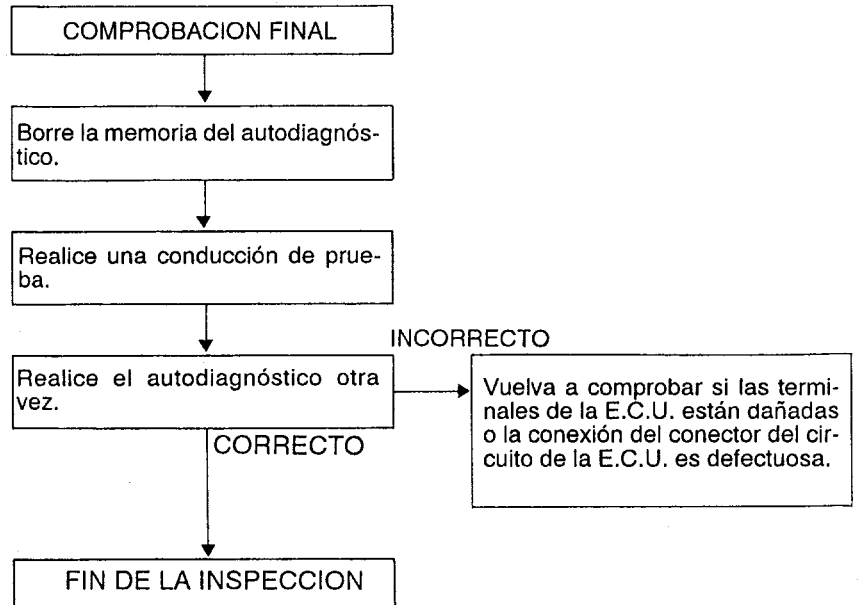 COMPROBACION FINAL
Borre la memoria del autodiagnós-
tico.
Realice una conducción de prue-
ba.
INCORRECTO
Realice el autodiagnóstico otra
vez.
Vuelva a comprobar si las termi-
nales de la E.C.U. están dañadas
o la conexión del conector del cir-
cuito de la E.C.U. es defectuosa.
CORRECTO
FIN DE LA INSPECCION